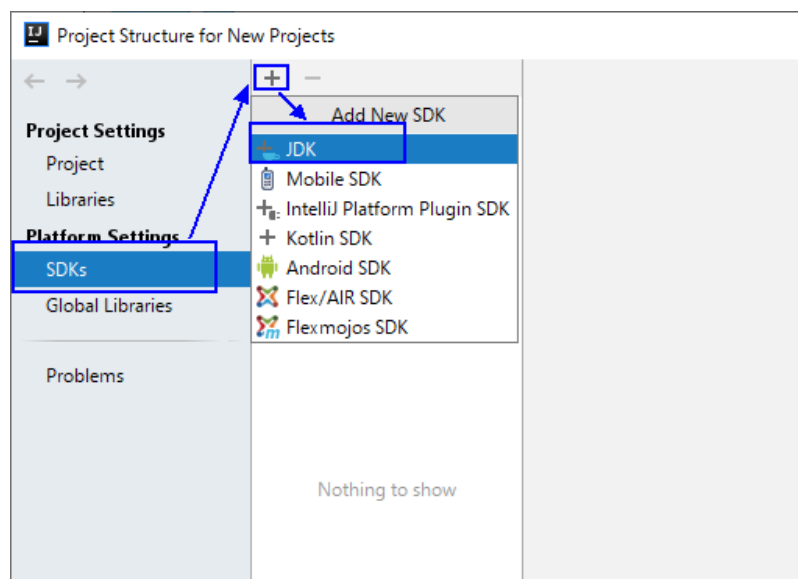 IJ
Project Structure for New Projects
Project Settings
Project
Libraries
Platform Settings
SDKs
Global Libraries
Problems
Add New SDK
JDK
Mobile SDK
IntelliJ Platform Plugin SDK
Kotlin SDK
Android SDK
Flex/AIR SDK
m Flexmojos SDK
Nothing to show